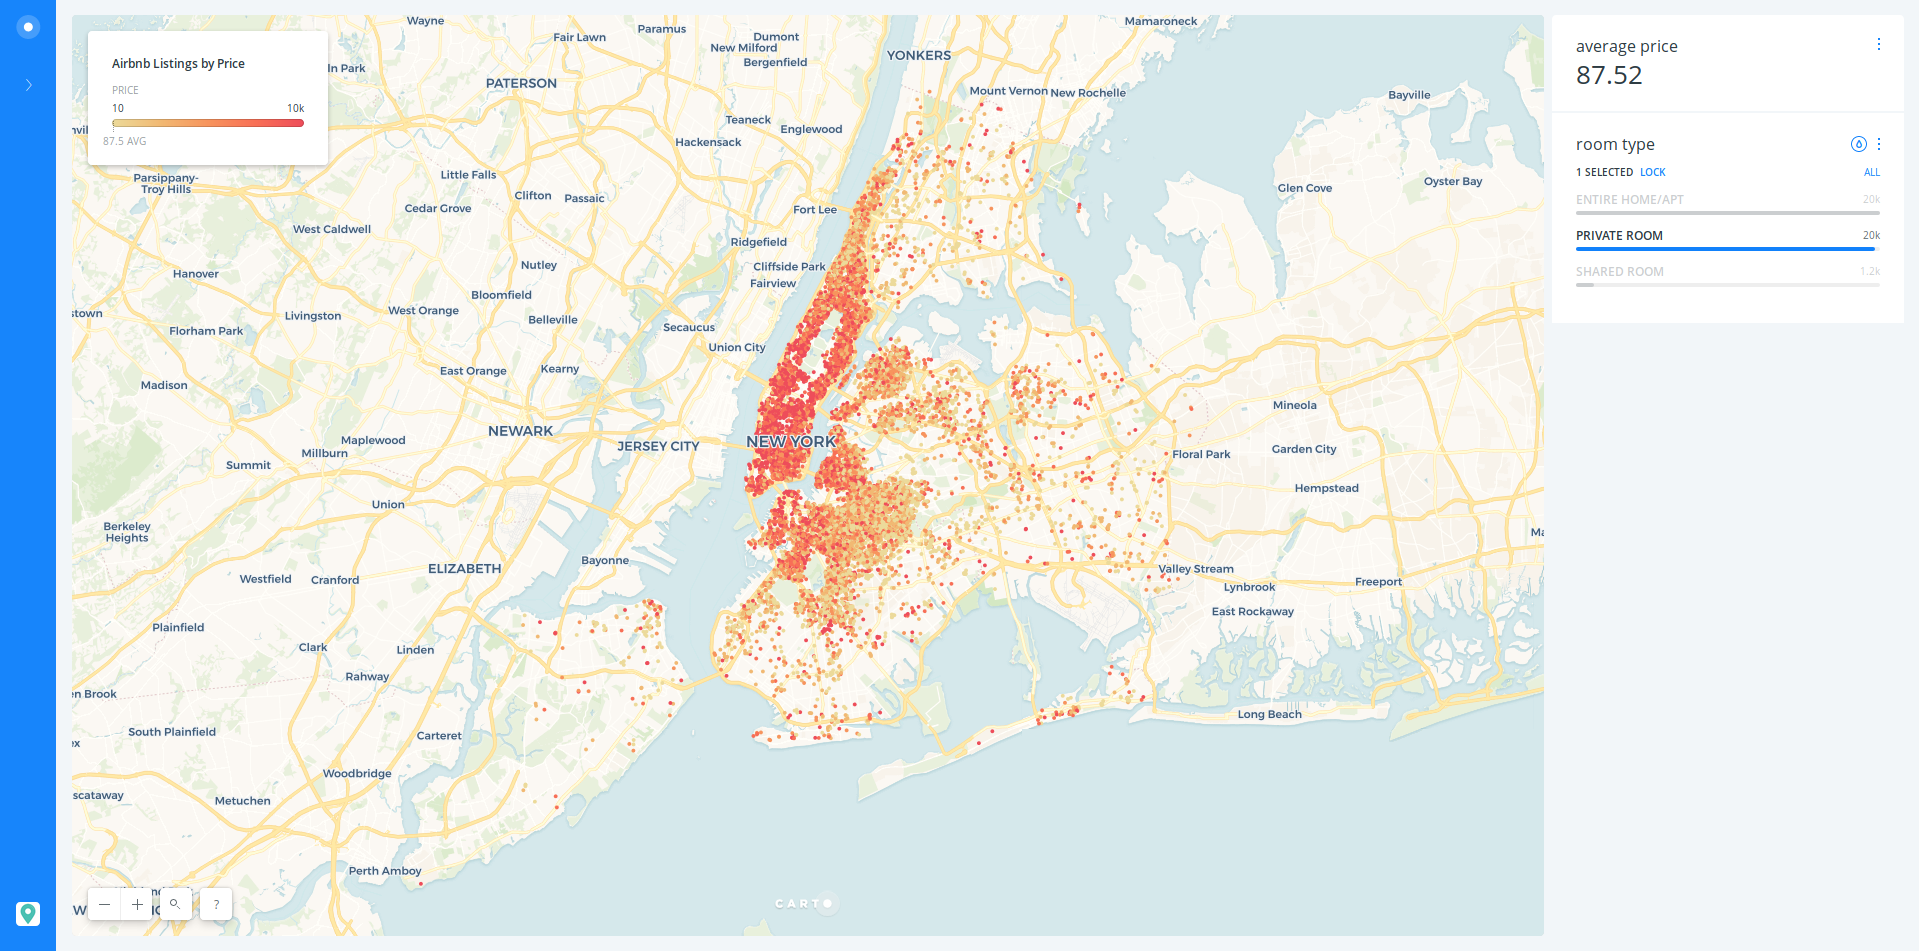 Airbnb Listings by Price
PRICE
10 10k
87.5 AVG
average price
87.52
room type
1 SELECTED LOCK ALL
ENTIRE HOME/APT 20k
PRIVATE ROOM 20k
SHARED ROOM 1.2k
Wayne
Mamaroneck
Paramus
Fair Lawn
Dumont
New Milford
YONKERS
Bergenfield
ln Park
PATERSON
Mount Vernon
New Rochelle
Bayville
Teaneck
Englewood
Hackensack
Little Falls
Parsippany-
Troy Hills
Oyster Bay
Glen Cove
Clifton
Passaic
Cedar Grove
Fort Lee
West Caldwell
Ridgefield
Nutley
Cliffside Park
Hanover
Fairview
Bloomfield
West Orange
stown
Livingston
Belleville
Secaucus
Florham Park
Union City
Kearny
East Orange
Madison
Mineola
NEWARK
Maplewood
NEW YORK
JERSEY CITY
Garden City
Millburn
Floral Park
Summit
Hempstead
Union
Berkeley
Heights
Bayonne
ELIZABETH
Valley Stream
Westfield
Cranford
Freeport
Lynbrook
East Rockaway
Plainfield
Clark
Linden
Rahway
en Brook
Long Beach
South Plainfield
Carteret
ex
Woodbridge
scataway
Metuchen
Perth Amboy
− + ?
CARTO